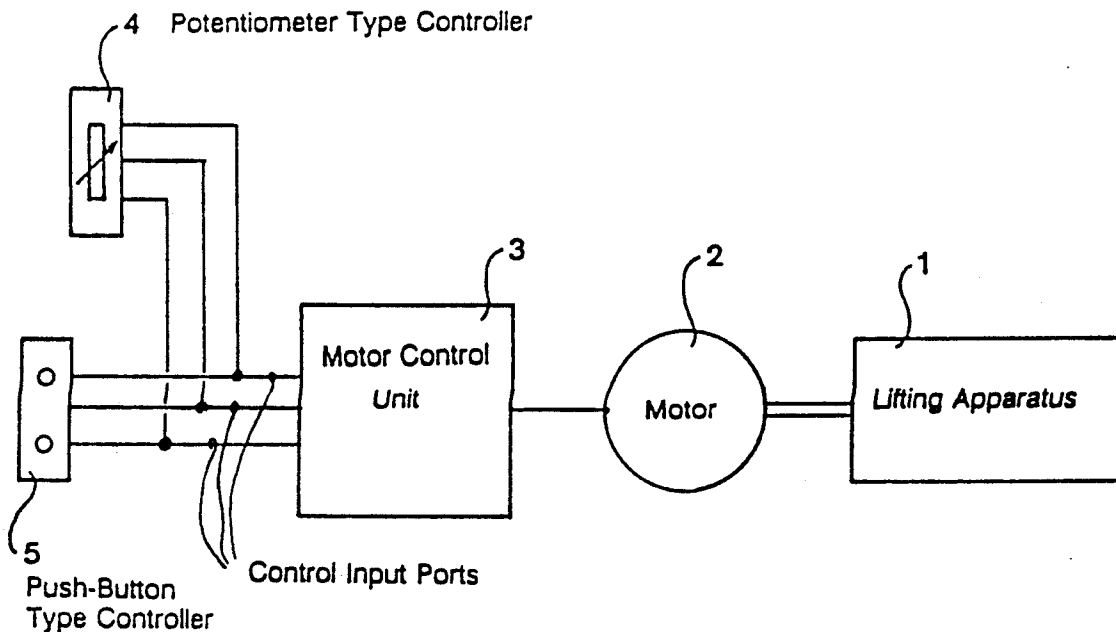 4 Potentiometer Type Controller
3
2
1
Motor Control
Unit
Motor
Lifting Apparatus
5
Control Input Ports
Push-Button
Type Controller